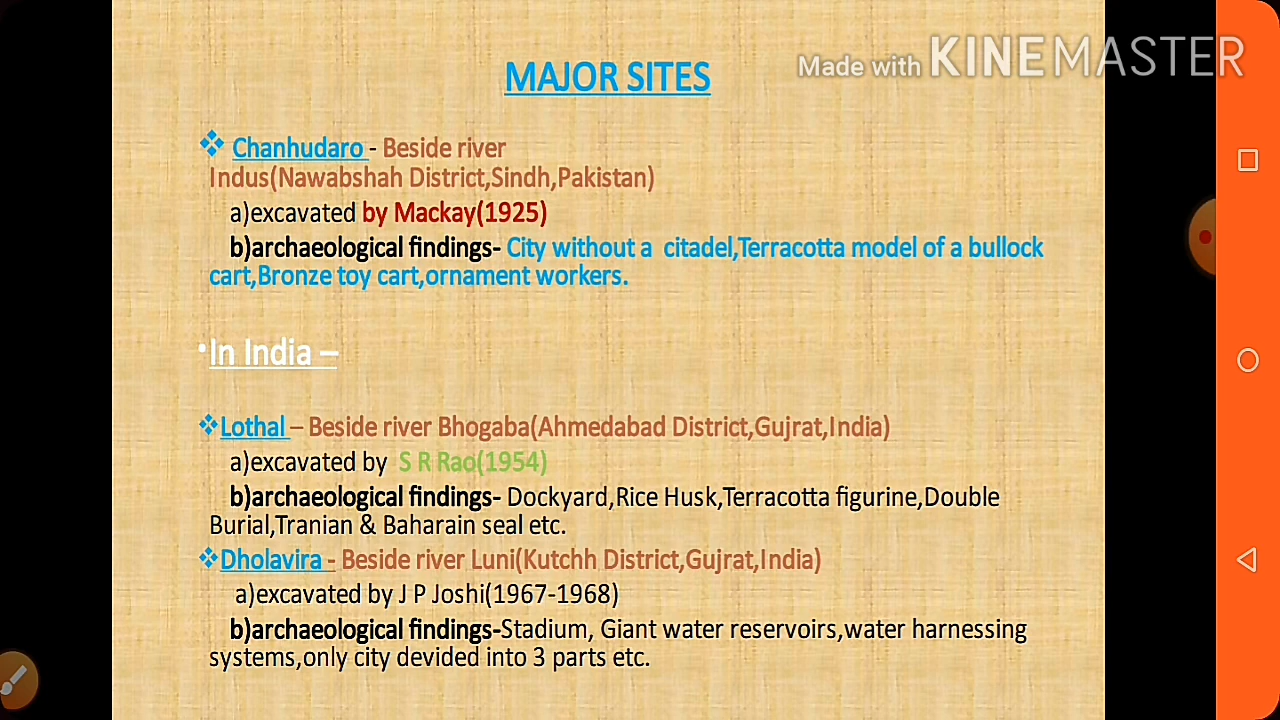 MAJOR SITES
Made with KINEMASTER
❖ Chanhudaro - Beside river
Indus(Nawabshah District,Sindh,Pakistan)
a)excavated by Mackay(1925)
b)archaeological findings- City without a citadel,Terracotta model of a bullock
cart,Bronze toy cart,ornament workers.
•In India –
❖Lothal – Beside river Bhogaba(Ahmedabad District,Gujrat,India)
a)excavated by S R Rao(1954)
b)archaeological findings- Dockyard,Rice Husk,Terracotta figurine,Double
Burial,Tranian & Baharain seal etc.
❖Dholavira - Beside river Luni(Kutchh District,Gujrat,India)
a)excavated by J P Joshi(1967-1968)
b)archaeological findings-Stadium, Giant water reservoirs,water harnessing
systems,only city devided into 3 parts etc.